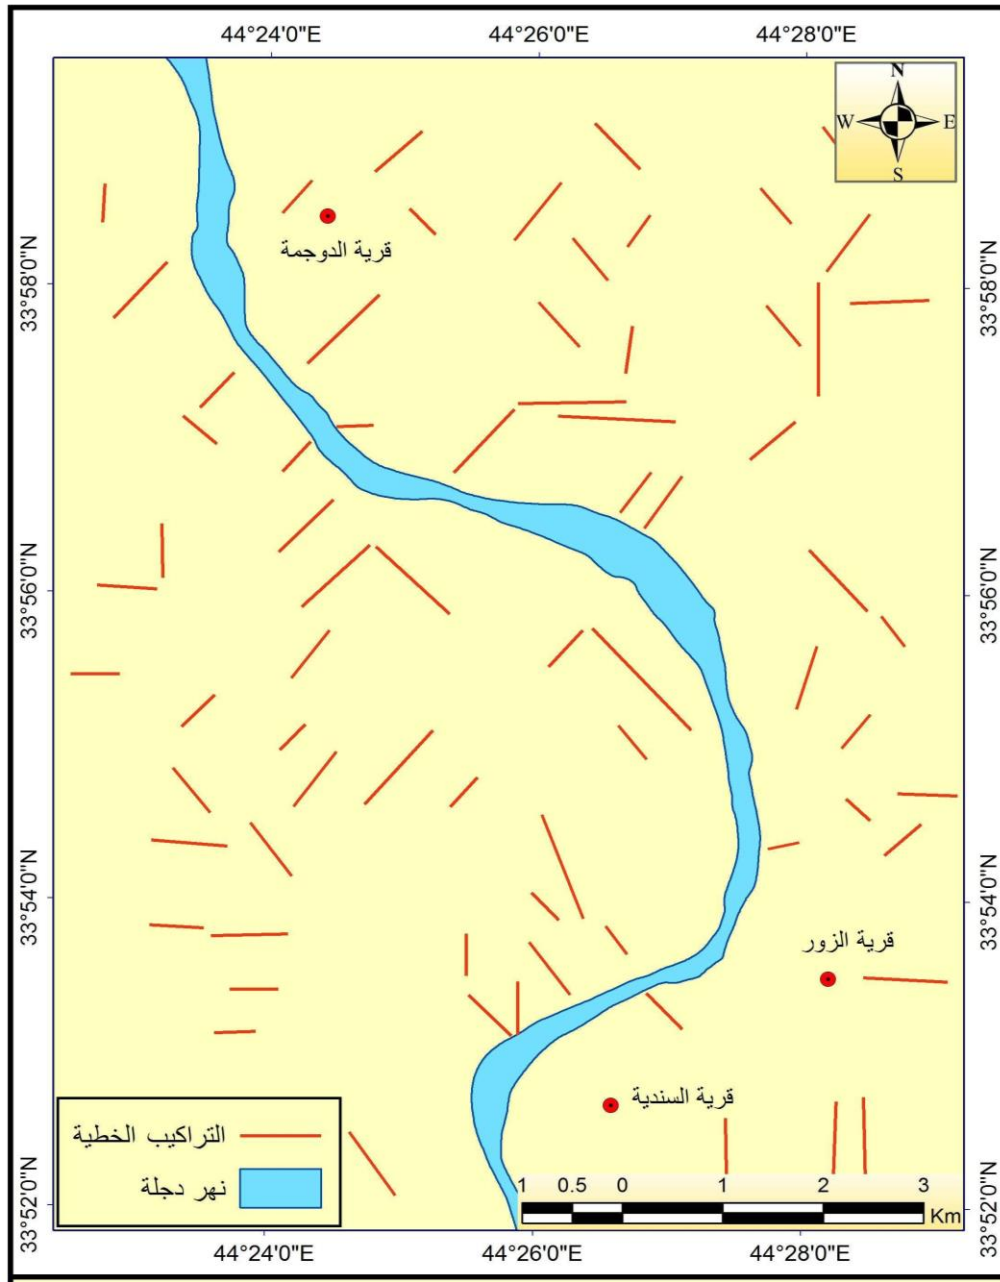 44°24'0"E 44°26'0"E 44°28'0"E
N
W E
S
قرية الدوجمة
33°58'0"N 33°58'0"N
33°56'0"N 33°56'0"N
33°54'0"N 33°54'0"N
قرية الزور
قرية السندية
التراكيب الخطية
نهر دجلة
1 0.5 0 1 2 3
Km
33°52'0"N 33°52'0"N
44°24'0"E 44°26'0"E 44°28'0"E